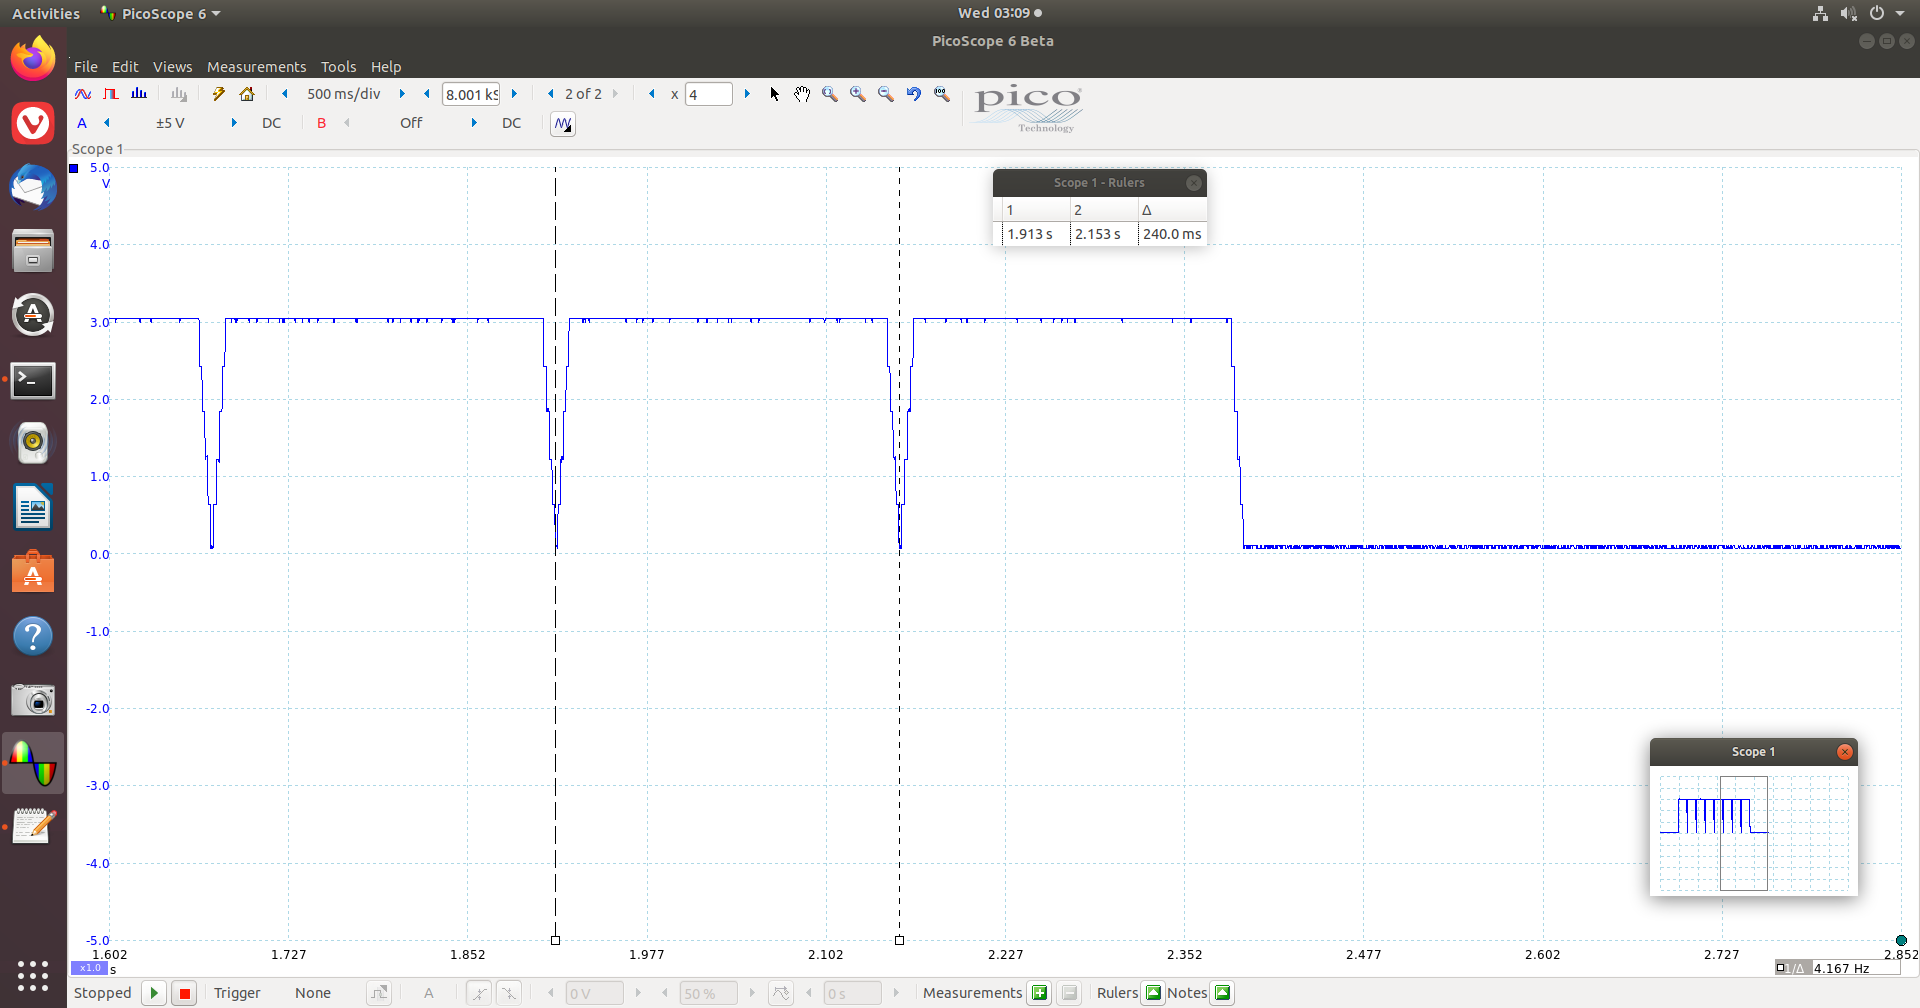 Activities PicoScope 6 Wed 03:09
PicoScope 6 Beta
File Edit Views Measurements Tools Help
500 ms/div 8.001 kS 2 of 2 x 4
pico
Technology
A ±5 V DC B Off DC
Scope 1
5.0
V
4.0
3.0
2.0
1.0
0.0
-1.0
-2.0
-3.0
-4.0
-5.0
Scope 1 - Rulers
1 2 Δ
1.913 s 2.153 s 240.0 ms
Scope 1
1.602 1.727 1.852 1.977 2.102 2.227 2.352 2.477 2.602 2.727 2.852
x1.0 s
1/Δ 4.167 Hz
Stopped Trigger None A 0 V 50 % 0 s Measurements Rulers Notes